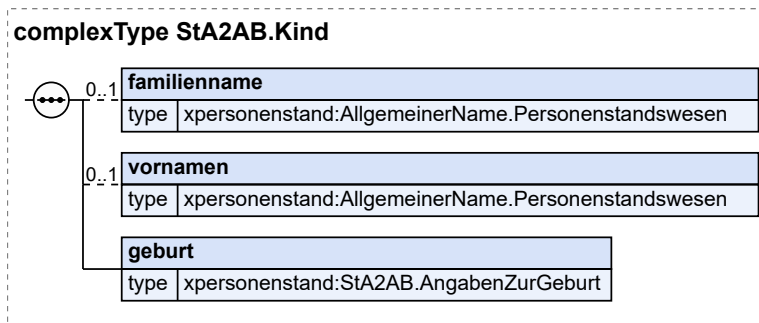 complexType StA2AB.Kind
0..1 familienname
type xpersonenstand:AllgemeinerName.Personenstandswesen
0..1 vornamen
type xpersonenstand:AllgemeinerName.Personenstandswesen
geburt
type xpersonenstand:StA2AB.AngabenZurGeburt